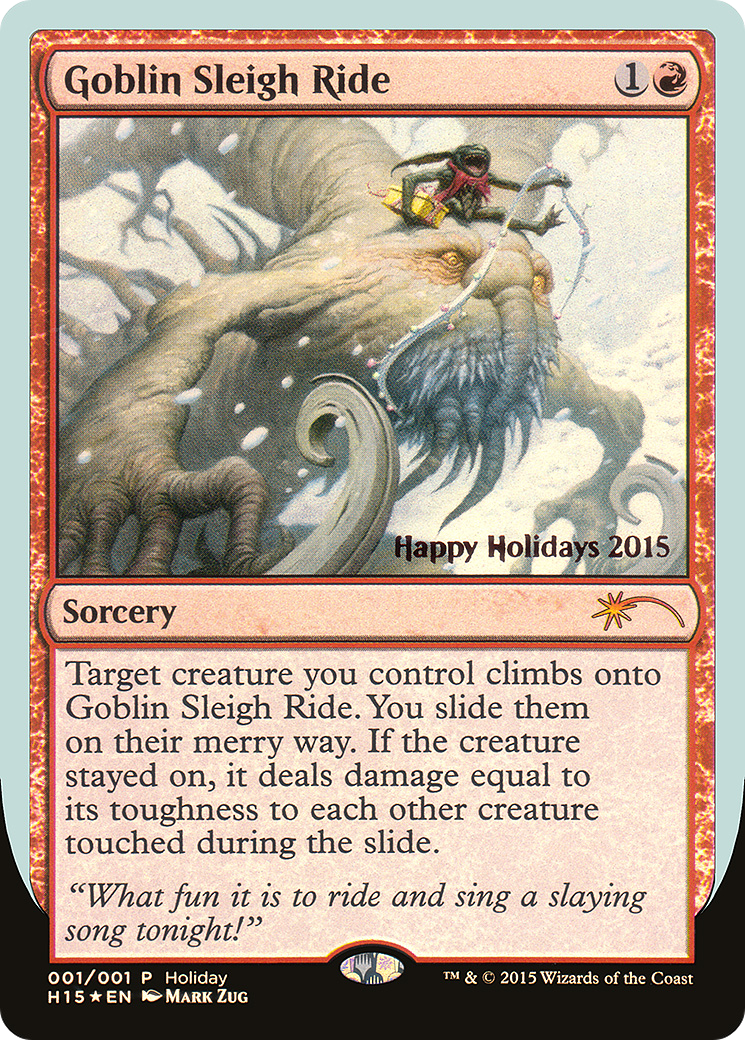 Goblin Sleigh Ride 1
Happy Holidays 2015
Sorcery
Target creature you control climbs onto
Goblin Sleigh Ride. You slide them
on their merry way. If the creature
stayed on, it deals damage equal to
its toughness to each other creature
touched during the slide.
“What fun it is to ride and sing a slaying
song tonight!”
001/001 P Holiday
H15★EN Mark Zug
™ & © 2015 Wizards of the Coast